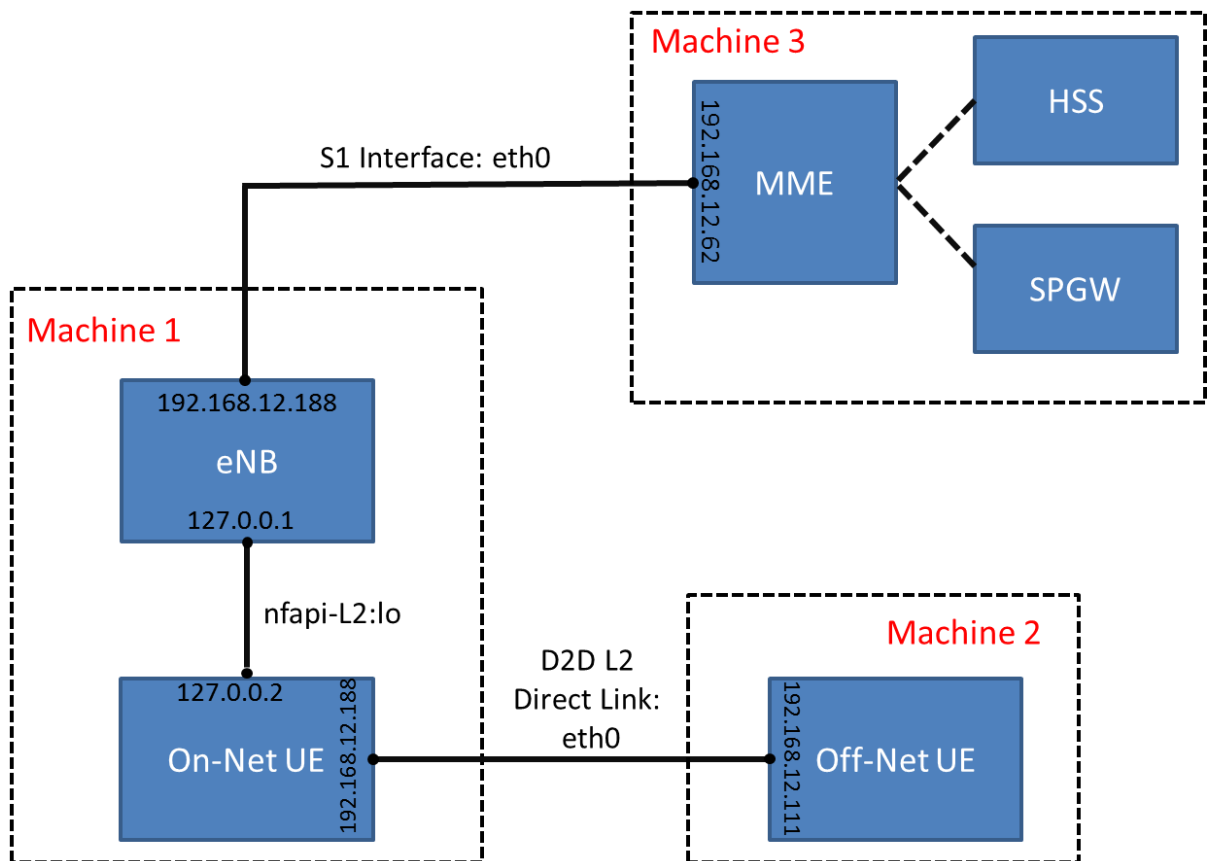 Machine 3
HSS
192.168.12.62
MME
S1 Interface: eth0
SPGW
Machine 1
192.168.12.188
eNB
127.0.0.1
nfapi-L2:lo
Machine 2
D2D L2
Direct Link:
eth0
127.0.0.2
192.168.12.188
On-Net UE
192.168.12.111
Off-Net UE